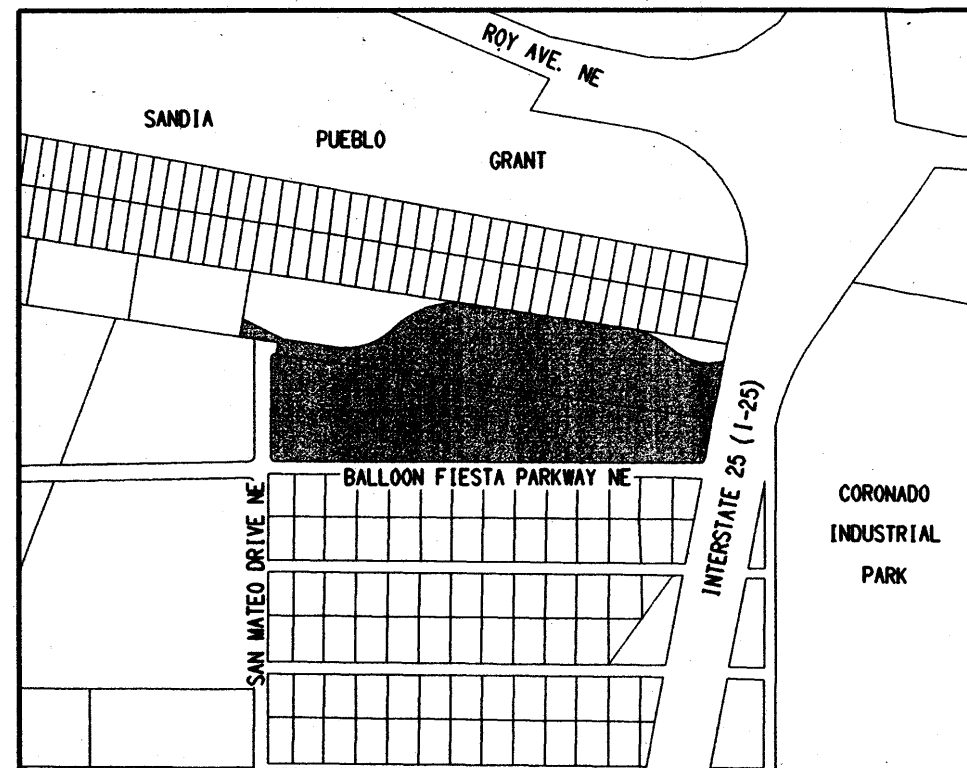 ROY AVE. NE
SANDIA PUEBLO GRANT
BALLOON FIESTA PARKWAY NE
SAN MATEO DRIVE NE
INTERSTATE 25 (I-25)
CORONADO
INDUSTRIAL
PARK